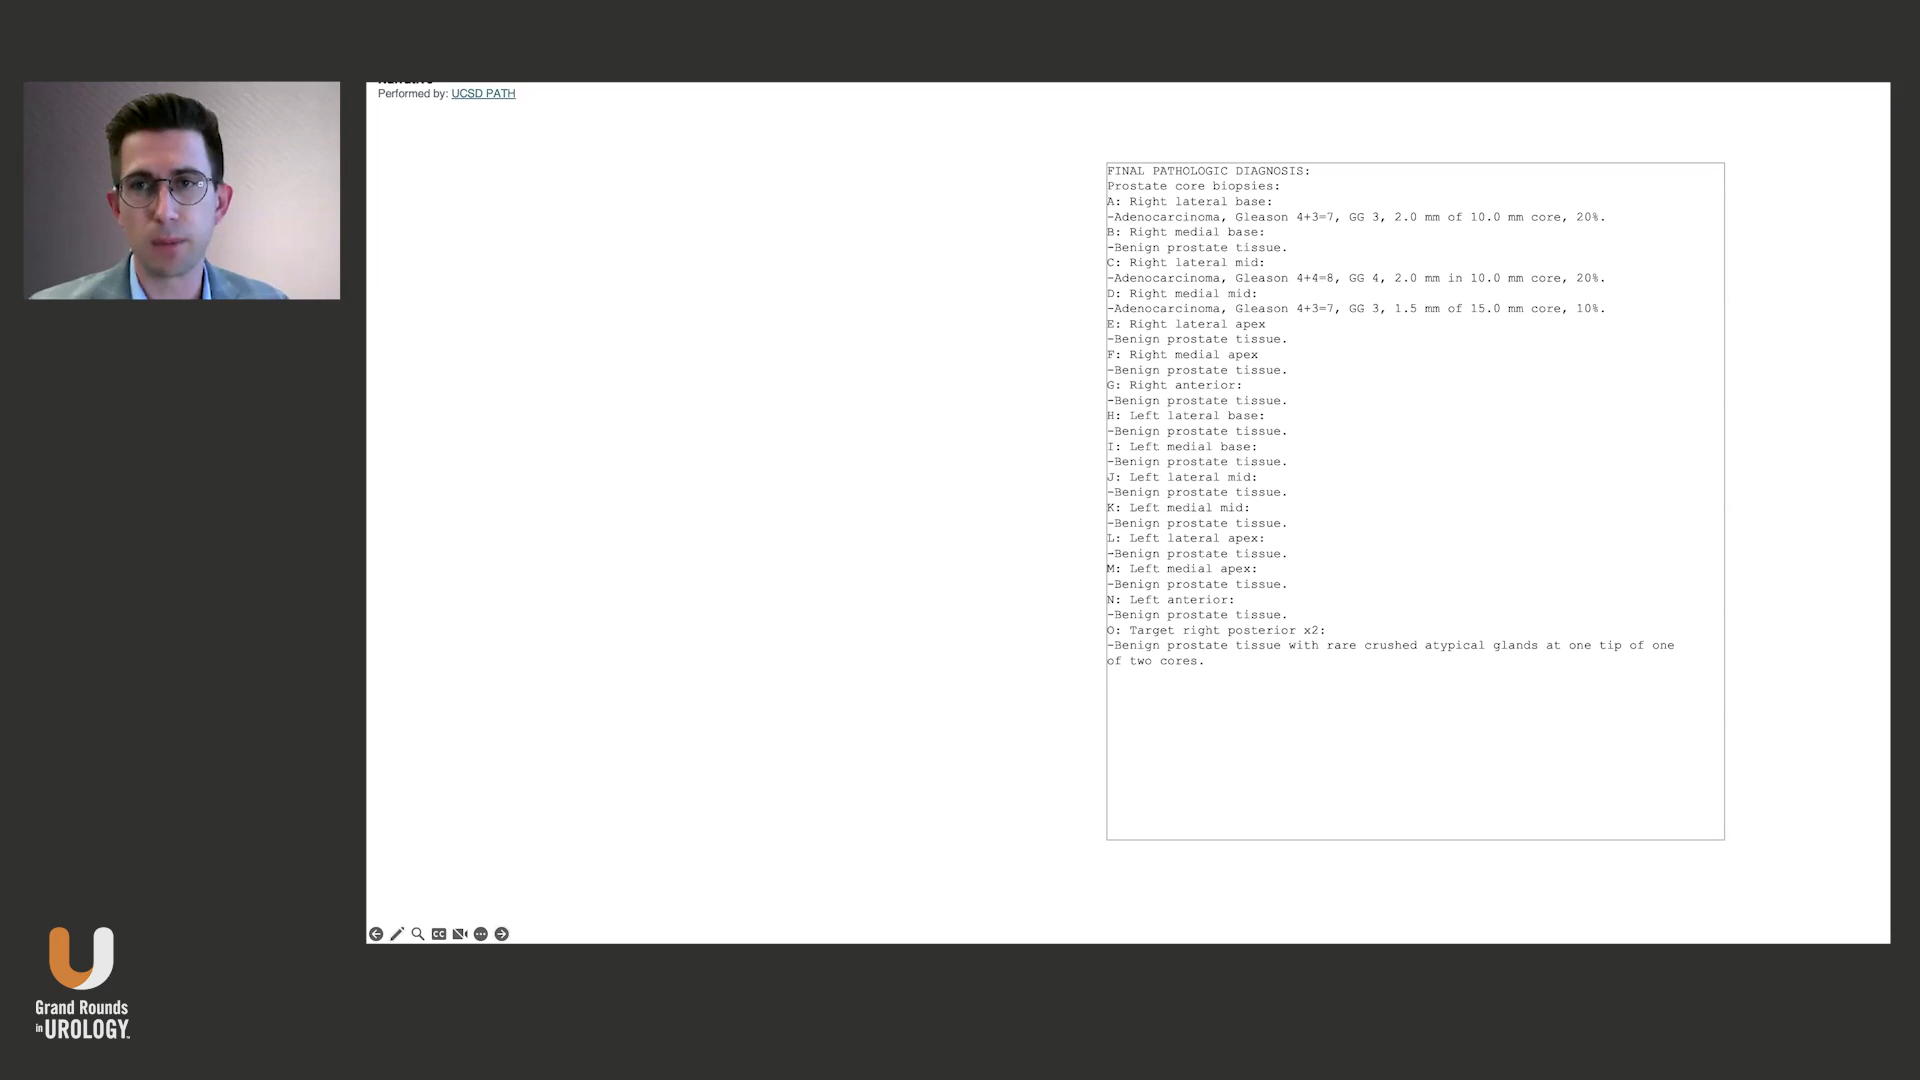 Narrative
Performed by: UCSD PATH
FINAL PATHOLOGIC DIAGNOSIS:
Prostate core biopsies:
A: Right lateral base:
-Adenocarcinoma, Gleason 4+3=7, GG 3, 2.0 mm of 10.0 mm core, 20%.
B: Right medial base:
-Benign prostate tissue.
C: Right lateral mid:
-Adenocarcinoma, Gleason 4+4=8, GG 4, 2.0 mm in 10.0 mm core, 20%.
D: Right medial mid:
-Adenocarcinoma, Gleason 4+3=7, GG 3, 1.5 mm of 15.0 mm core, 10%.
E: Right lateral apex
-Benign prostate tissue.
F: Right medial apex
-Benign prostate tissue.
G: Right anterior:
-Benign prostate tissue.
H: Left lateral base:
-Benign prostate tissue.
I: Left medial base:
-Benign prostate tissue.
J: Left lateral mid:
-Benign prostate tissue.
K: Left medial mid:
-Benign prostate tissue.
L: Left lateral apex:
-Benign prostate tissue.
M: Left medial apex:
-Benign prostate tissue.
N: Left anterior:
-Benign prostate tissue.
O: Target right posterior x2:
-Benign prostate tissue with rare crushed atypical glands at one tip of one
of two cores.
CC
Grand Rounds
in UROLOGY